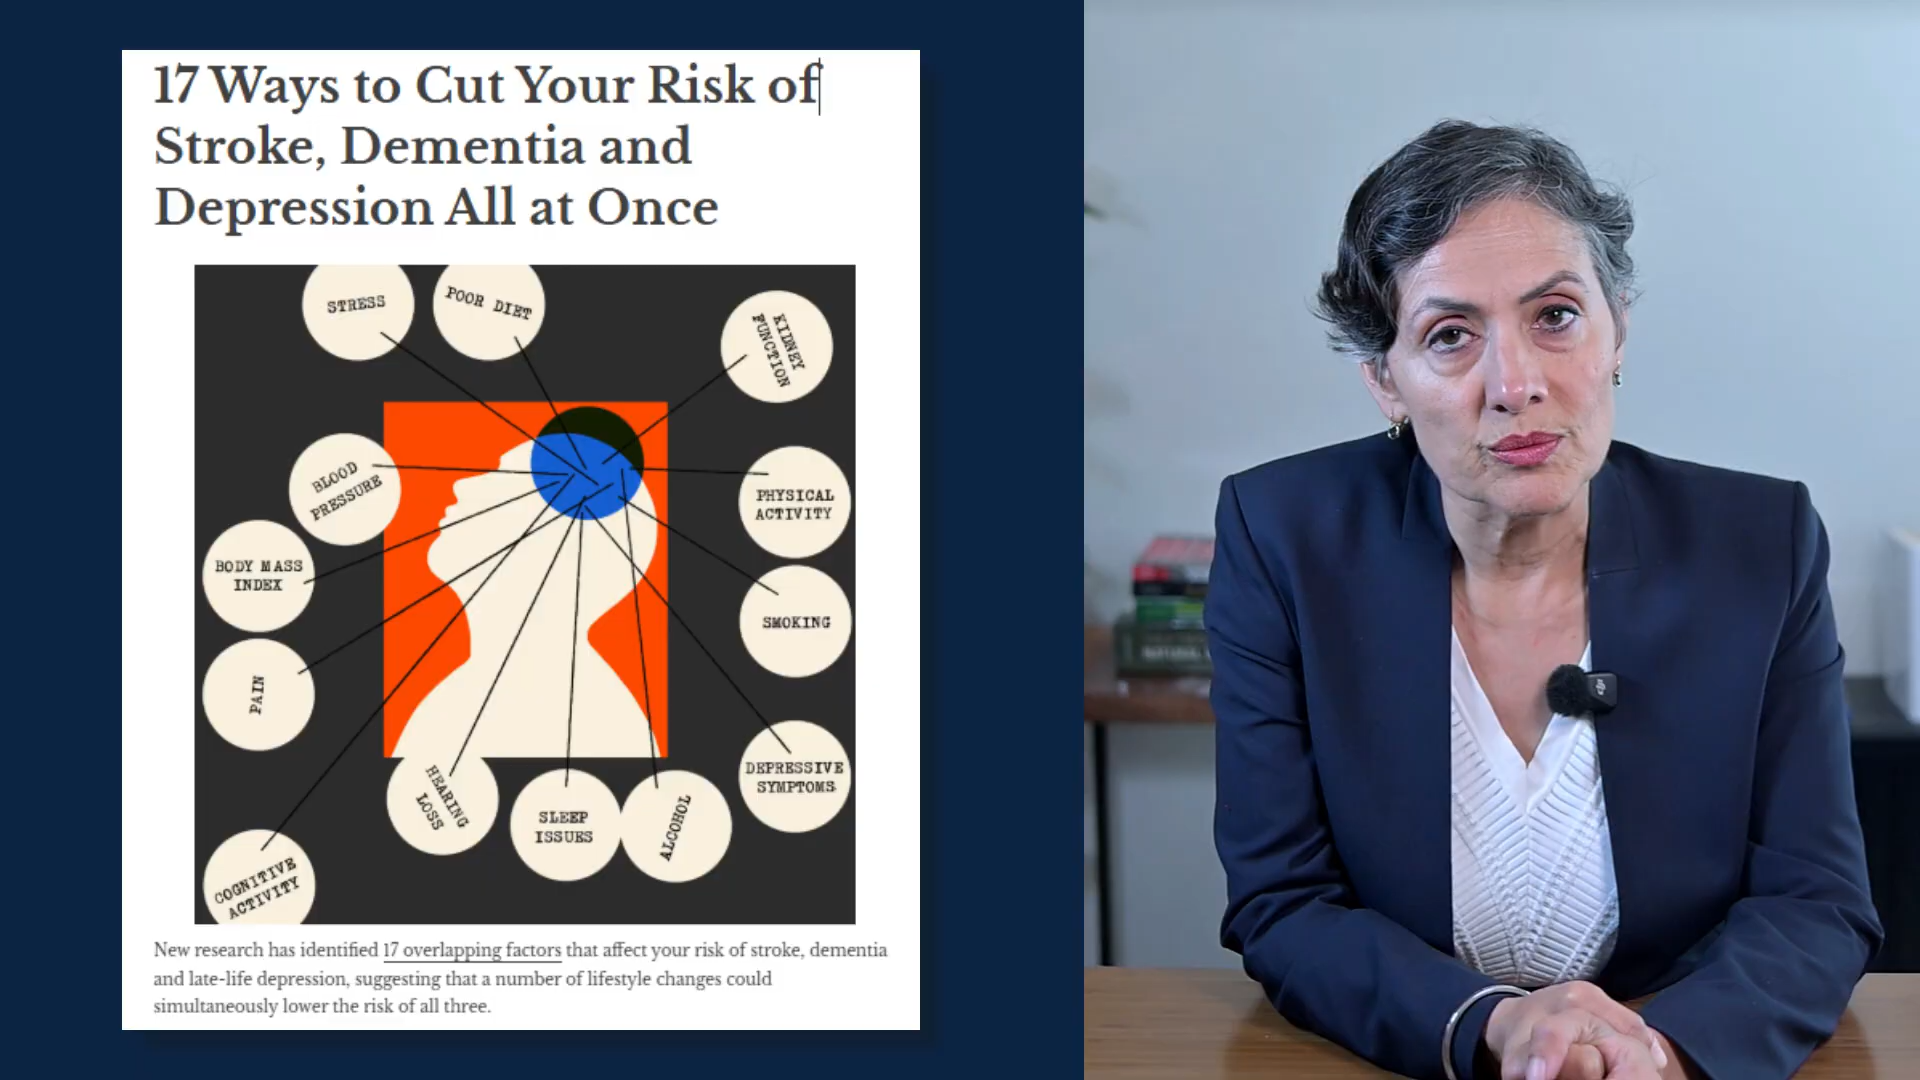 17 Ways to Cut Your Risk of
Stroke, Dementia and
Depression All at Once
STRESS
POOR DIET
KIDNEY
FUNCTION
BLOOD
PRESSURE
PHYSICAL
ACTIVITY
BODY MASS
INDEX
SMOKING
PAIN
DEPRESSIVE
SYMPTOMS
HEARING
LOSS
SLEEP
ISSUES
ALCOHOL
COGNITIVE
ACTIVITY
New research has identified 17 overlapping factors that affect your risk of stroke, dementia
and late-life depression, suggesting that a number of lifestyle changes could
simultaneously lower the risk of all three.
NATURAL
dji